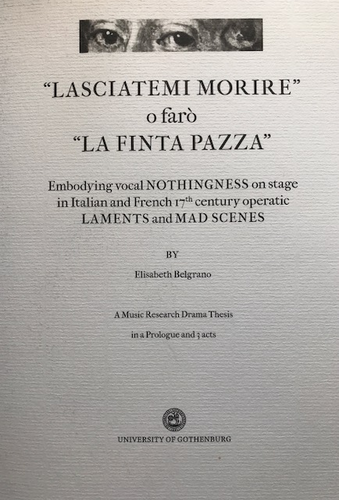 “LASCIATEMI MORIRE”
o farò
“LA FINTA PAZZA”
Embodying vocal NOTHINGNESS on stage
in Italian and French 17th century operatic
LAMENTS and MAD SCENES
BY
Elisabeth Belgrano
A Music Research Drama Thesis
in a Prologue and 3 acts
UNIVERSITY OF GOTHENBURG